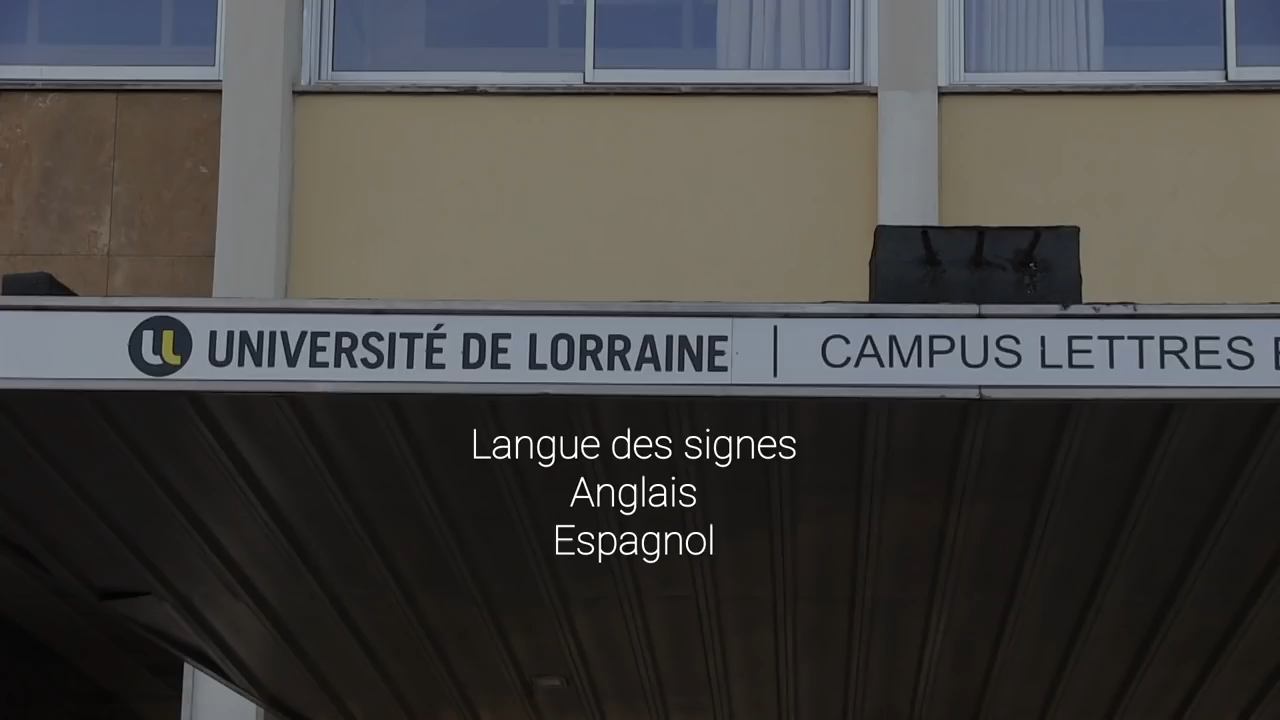 UNIVERSITÉ DE LORRAINE | CAMPUS LETTRES
Langue des signes
Anglais
Espagnol